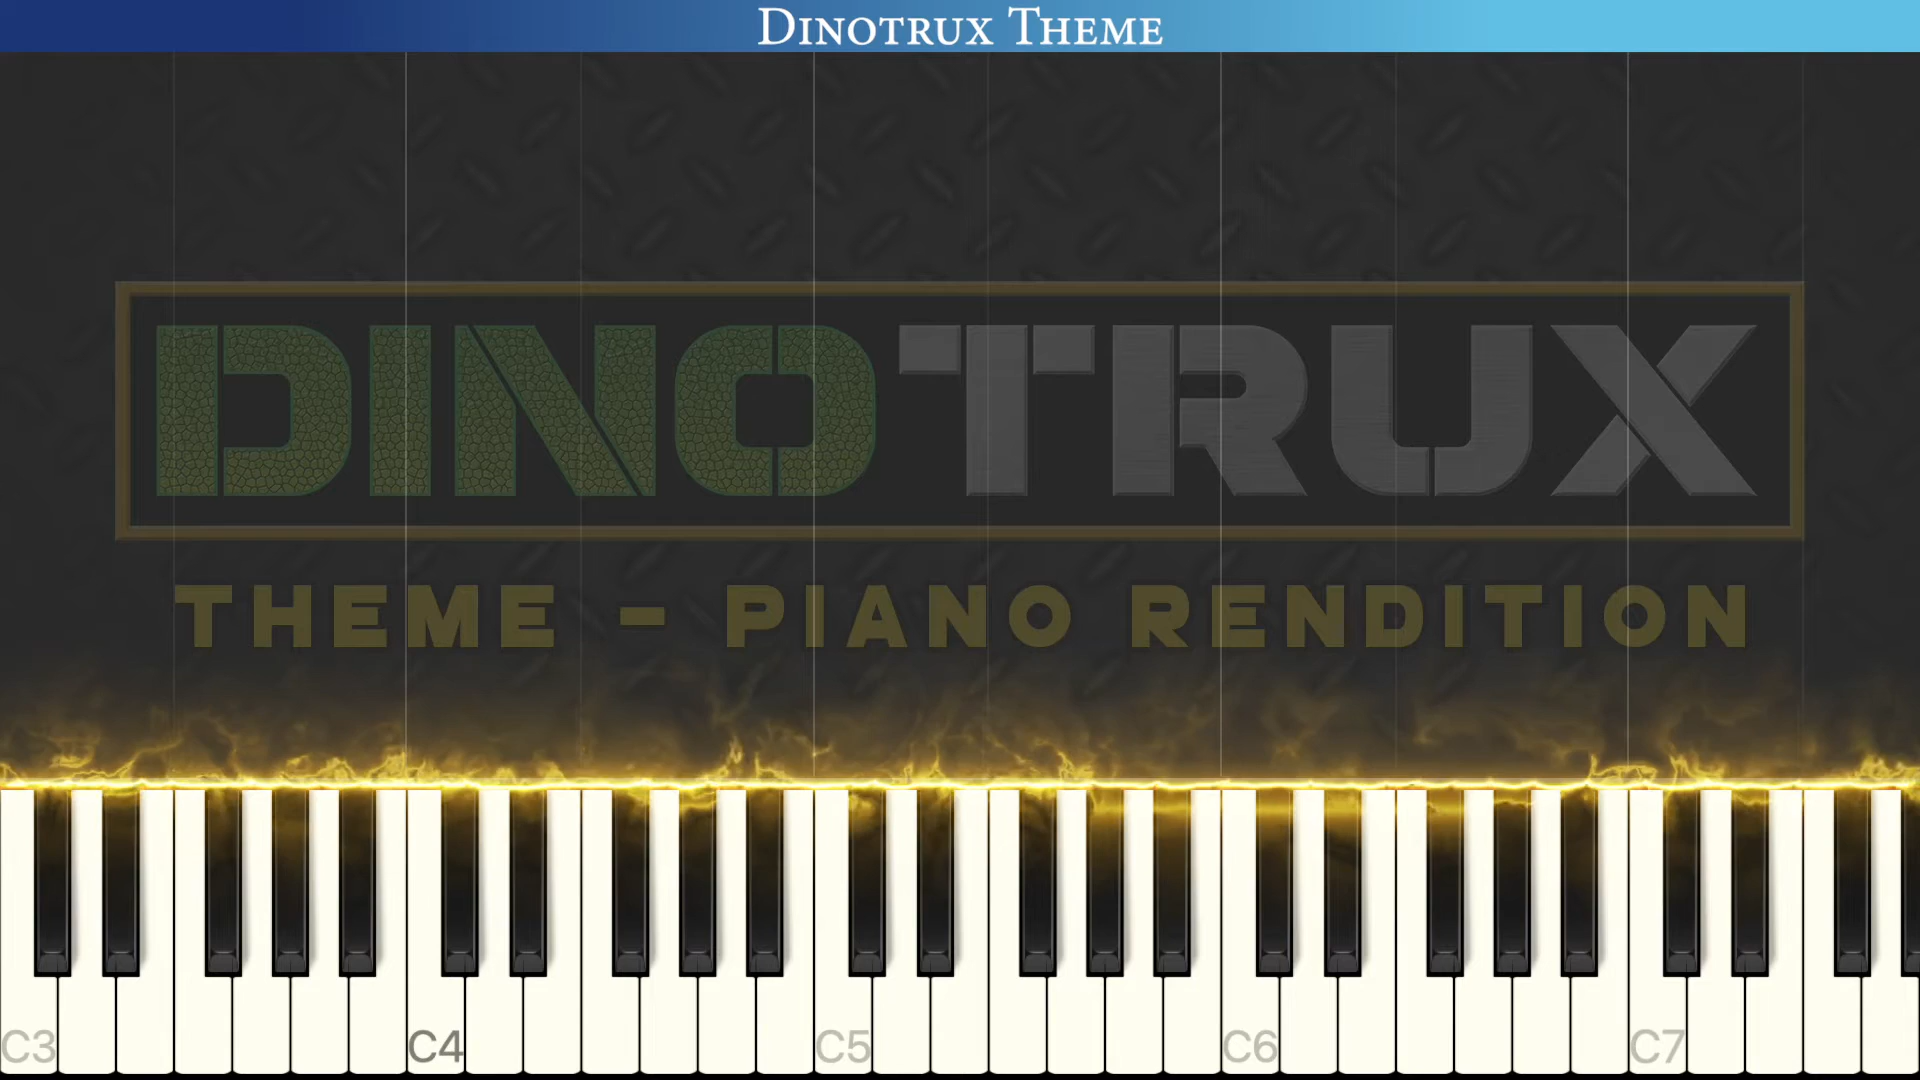 Dinotrux Theme
DINOTRUX
THEME - PIANO RENDITION
C3 C4 C5 C6 C7